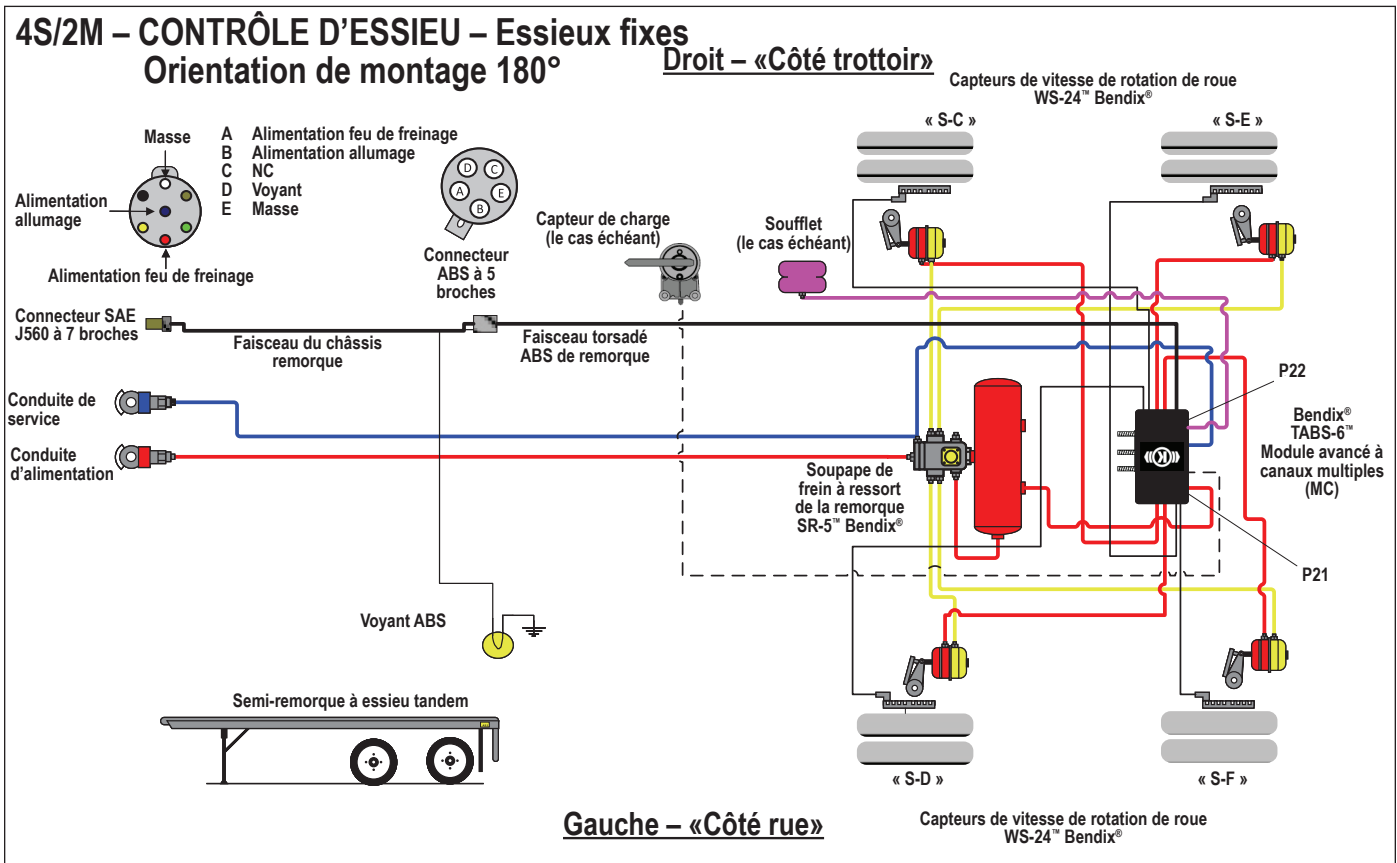 4S/2M – CONTRÔLE D’ESSIEU – Essieux fixes
Orientation de montage 180°
Droit – «Côté trottoir»
Capteurs de vitesse de rotation de roue
WS-24™ Bendix®
« S-C »
« S-E »
Masse
Alimentation
allumage
Alimentation feu de freinage
A Alimentation feu de freinage
B Alimentation allumage
C NC
D Voyant
E Masse
D
C
A
E
B
Connecteur
ABS à 5
broches
Capteur de charge
(le cas échéant)
Soufflet
(le cas échéant)
Connecteur SAE
J560 à 7 broches
Faisceau du châssis
remorque
Faisceau torsadé
ABS de remorque
Conduite de
service
Conduite
d’alimentation
Soupape de
frein à ressort
de la remorque
SR-5™ Bendix®
P22
Bendix®
TABS-6™
Module avancé à
canaux multiples
(MC)
P21
Voyant ABS
Semi-remorque à essieu tandem
« S-D »
« S-F »
Gauche – «Côté rue»
Capteurs de vitesse de rotation de roue
WS-24™ Bendix®